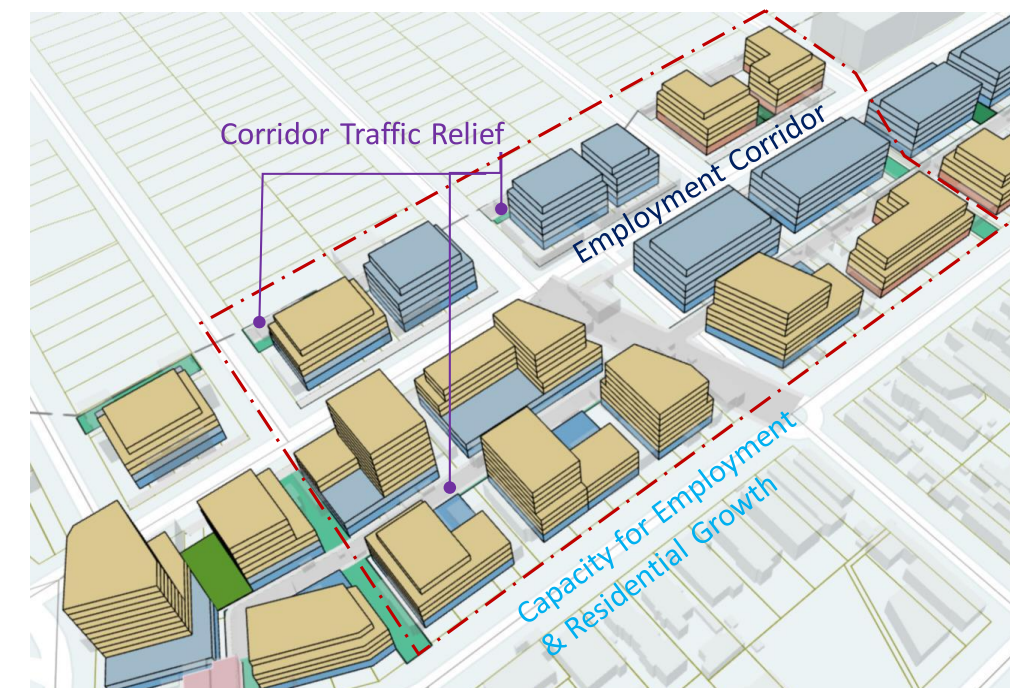 Corridor Traffic Relief
Employment Corridor
Capacity for Employment
& Residential Growth